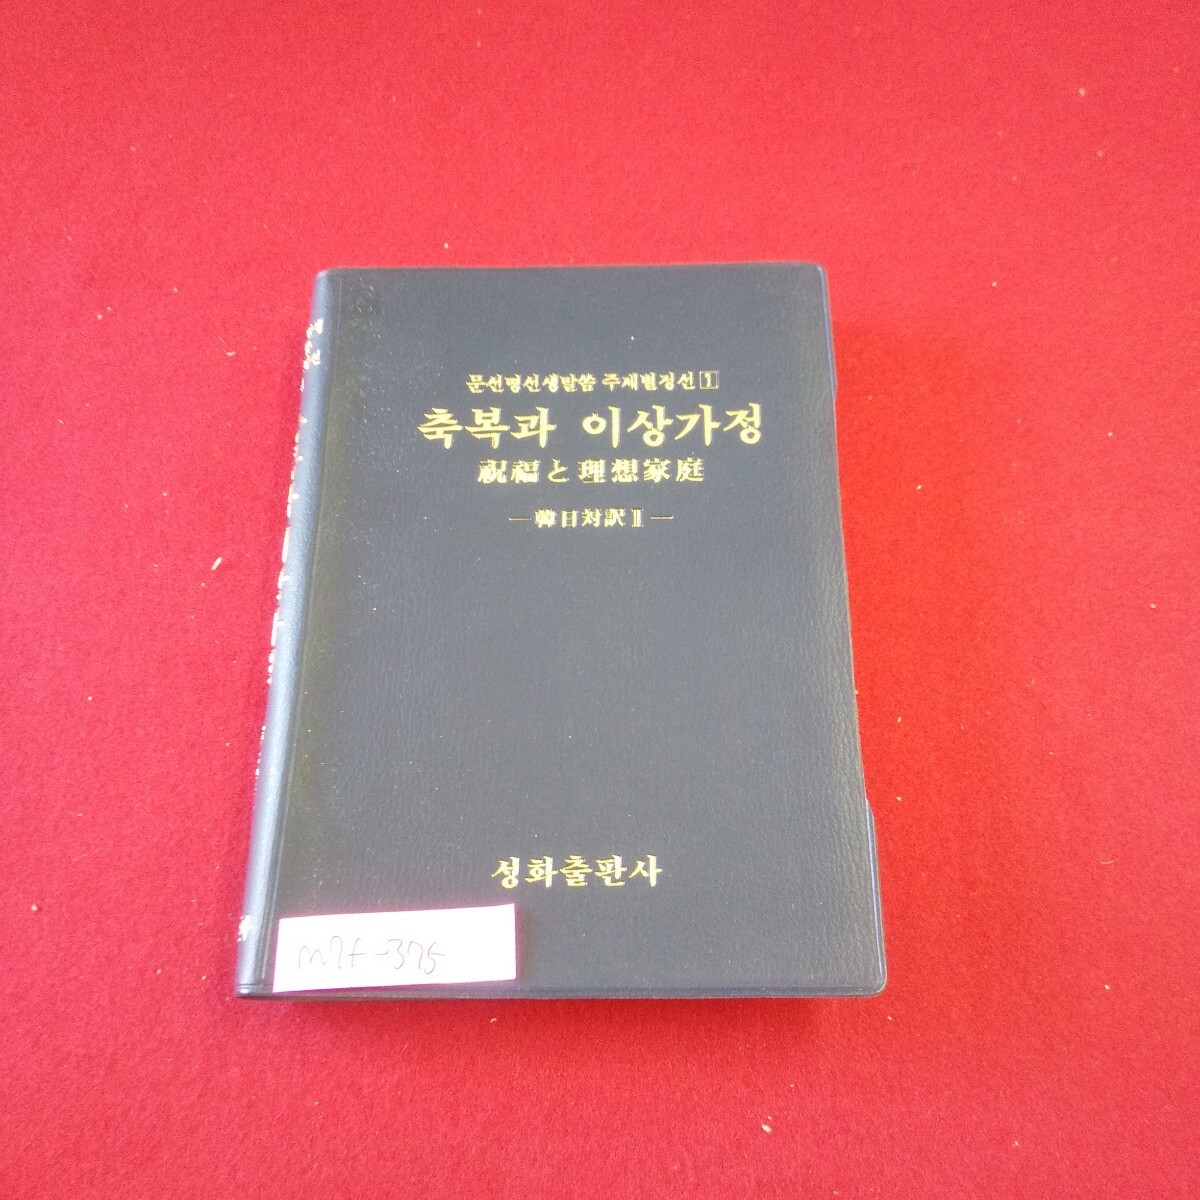 문선명선생말씀 주제별정선1
축복과 이상가정
祝福と理想家庭
—韓日対訳Ⅱ—
성화출판사
m7f-375